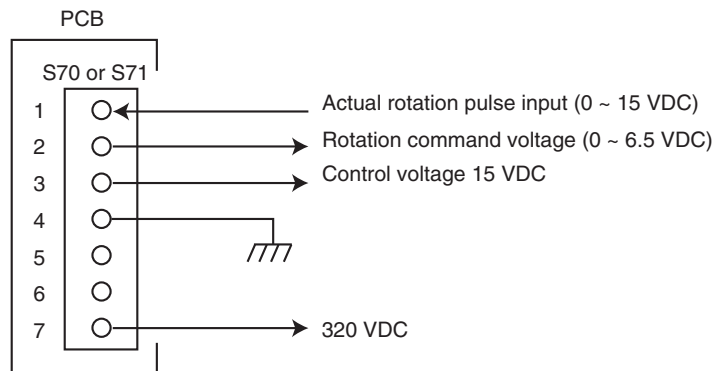 PCB
S70 or S71
1 Actual rotation pulse input (0 ~ 15 VDC)
2 Rotation command voltage (0 ~ 6.5 VDC)
3 Control voltage 15 VDC
4
5
6
7 320 VDC